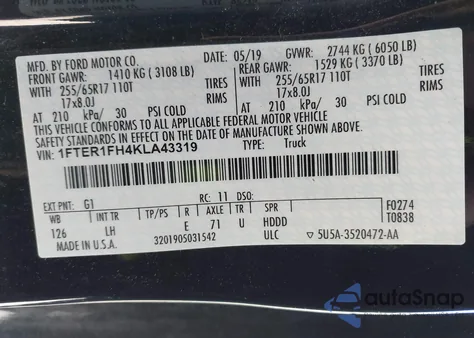 MFD. BY FORD MOTOR CO.
DATE: 05/19 GVWR: 2744 KG ( 6050 LB)
FRONT GAWR: 1410 KG ( 3108 LB) REAR GAWR: 1529 KG ( 3370 LB)
WITH TIRES WITH TIRES
255/65R17 110T 255/65R17 110T
17x8.0J RIMS 17x8.0J RIMS
AT 210 kPa/ 30 PSI COLD AT 210 kPa/ 30 PSI COLD
THIS VEHICLE CONFORMS TO ALL APPLICABLE FEDERAL MOTOR VEHICLE
SAFETY STANDARDS IN EFFECT ON THE DATE OF MANUFACTURE SHOWN ABOVE.
VIN: 1FTER1FH4KLA43319 TYPE: Truck
EXT PNT: G1 RC: 11 DSO: F0274
WB INT TR TP/PS R AXLE TR SPR T0838
126 LH E 71 U HDDD
MADE IN U.S.A. 3201905031542 ULC ▽ 5U5A-3520472-AA
autoSnap